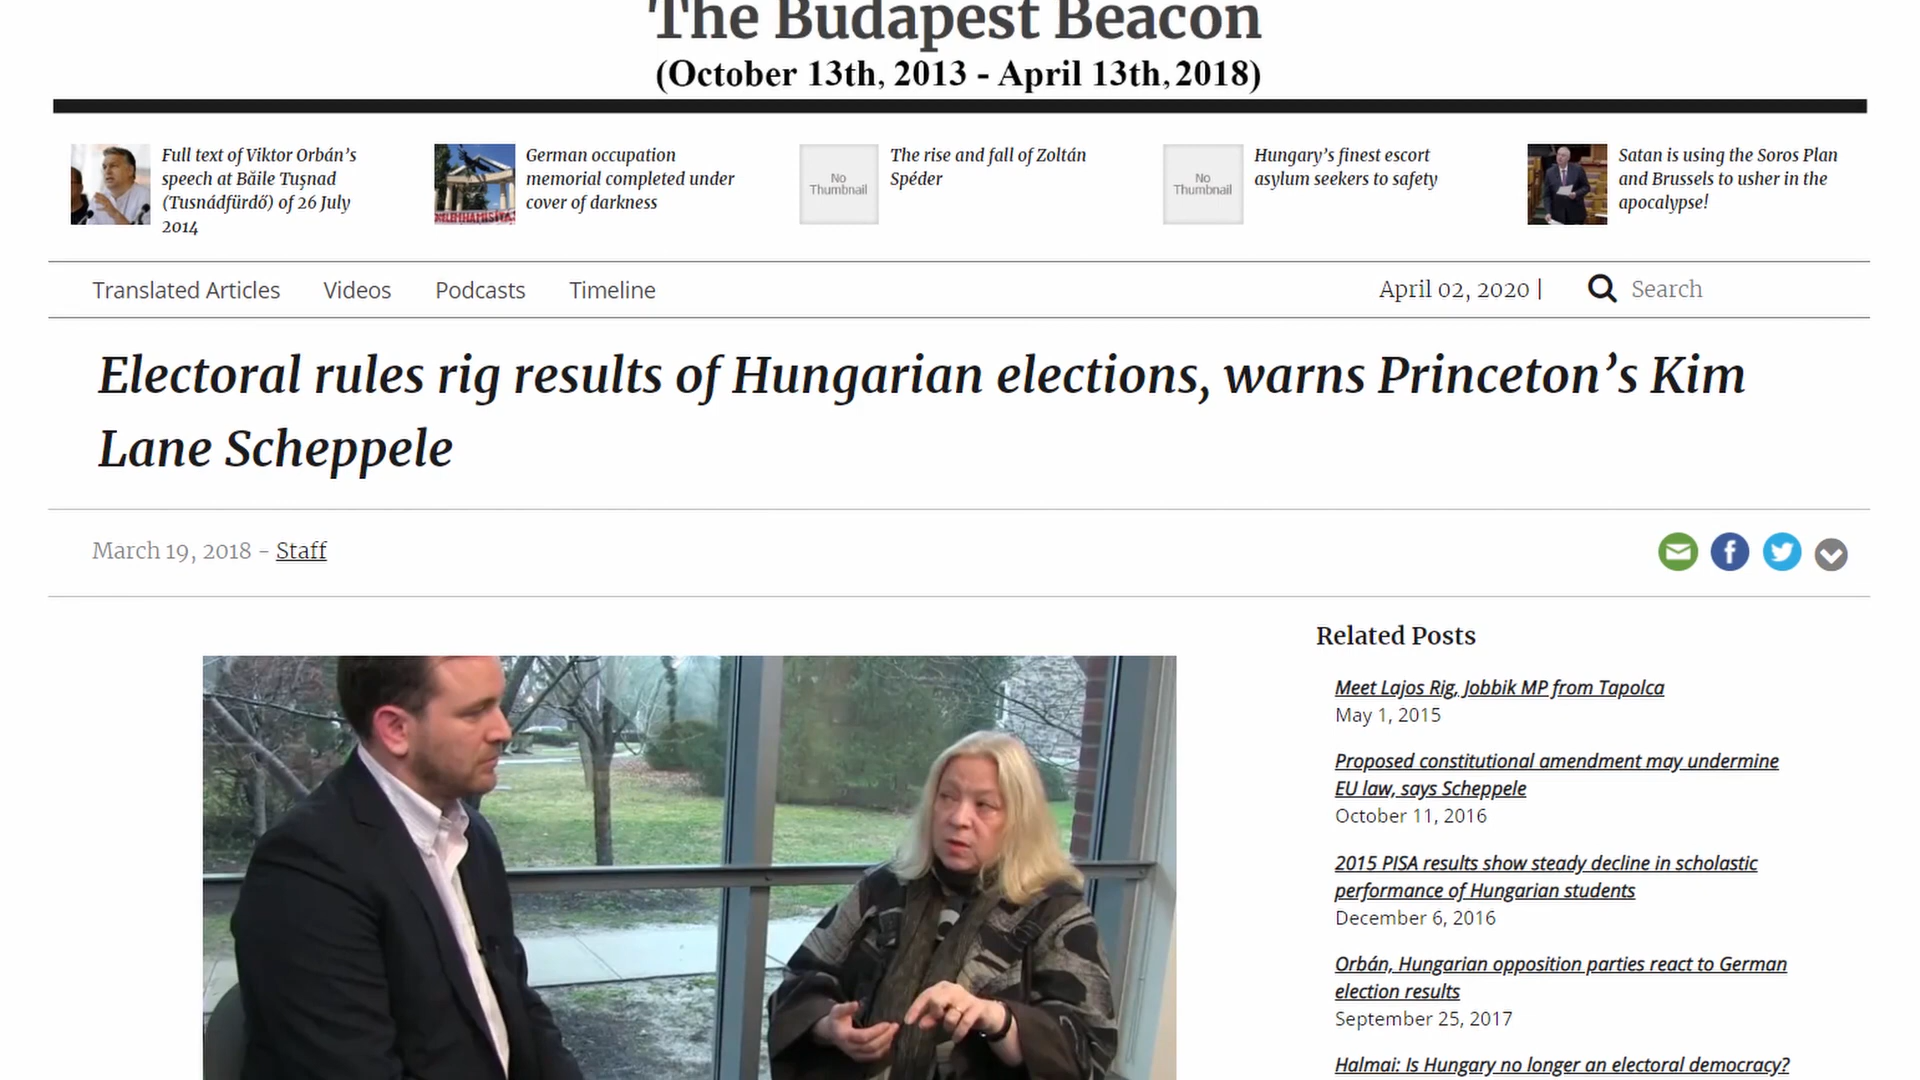 The Budapest Beacon
(October 13th, 2013 - April 13th, 2018)
Full text of Viktor Orbán’s
speech at Băile Tuşnad
(Tusnádfürdő) of 26 July
2014
German occupation
memorial completed under
cover of darkness
No
Thumbnail
The rise and fall of Zoltán
Spéder
No
Thumbnail
Hungary’s finest escort
asylum seekers to safety
Satan is using the Soros Plan
and Brussels to usher in the
apocalypse!
Translated Articles Videos Podcasts Timeline April 02, 2020 | Search
Electoral rules rig results of Hungarian elections, warns Princeton’s Kim
Lane Scheppele
March 19, 2018 - Staff
Related Posts
Meet Lajos Rig, Jobbik MP from Tapolca
May 1, 2015
Proposed constitutional amendment may undermine
EU law, says Scheppele
October 11, 2016
2015 PISA results show steady decline in scholastic
performance of Hungarian students
December 6, 2016
Orbán, Hungarian opposition parties react to German
election results
September 25, 2017
Halmai: Is Hungary no longer an electoral democracy?